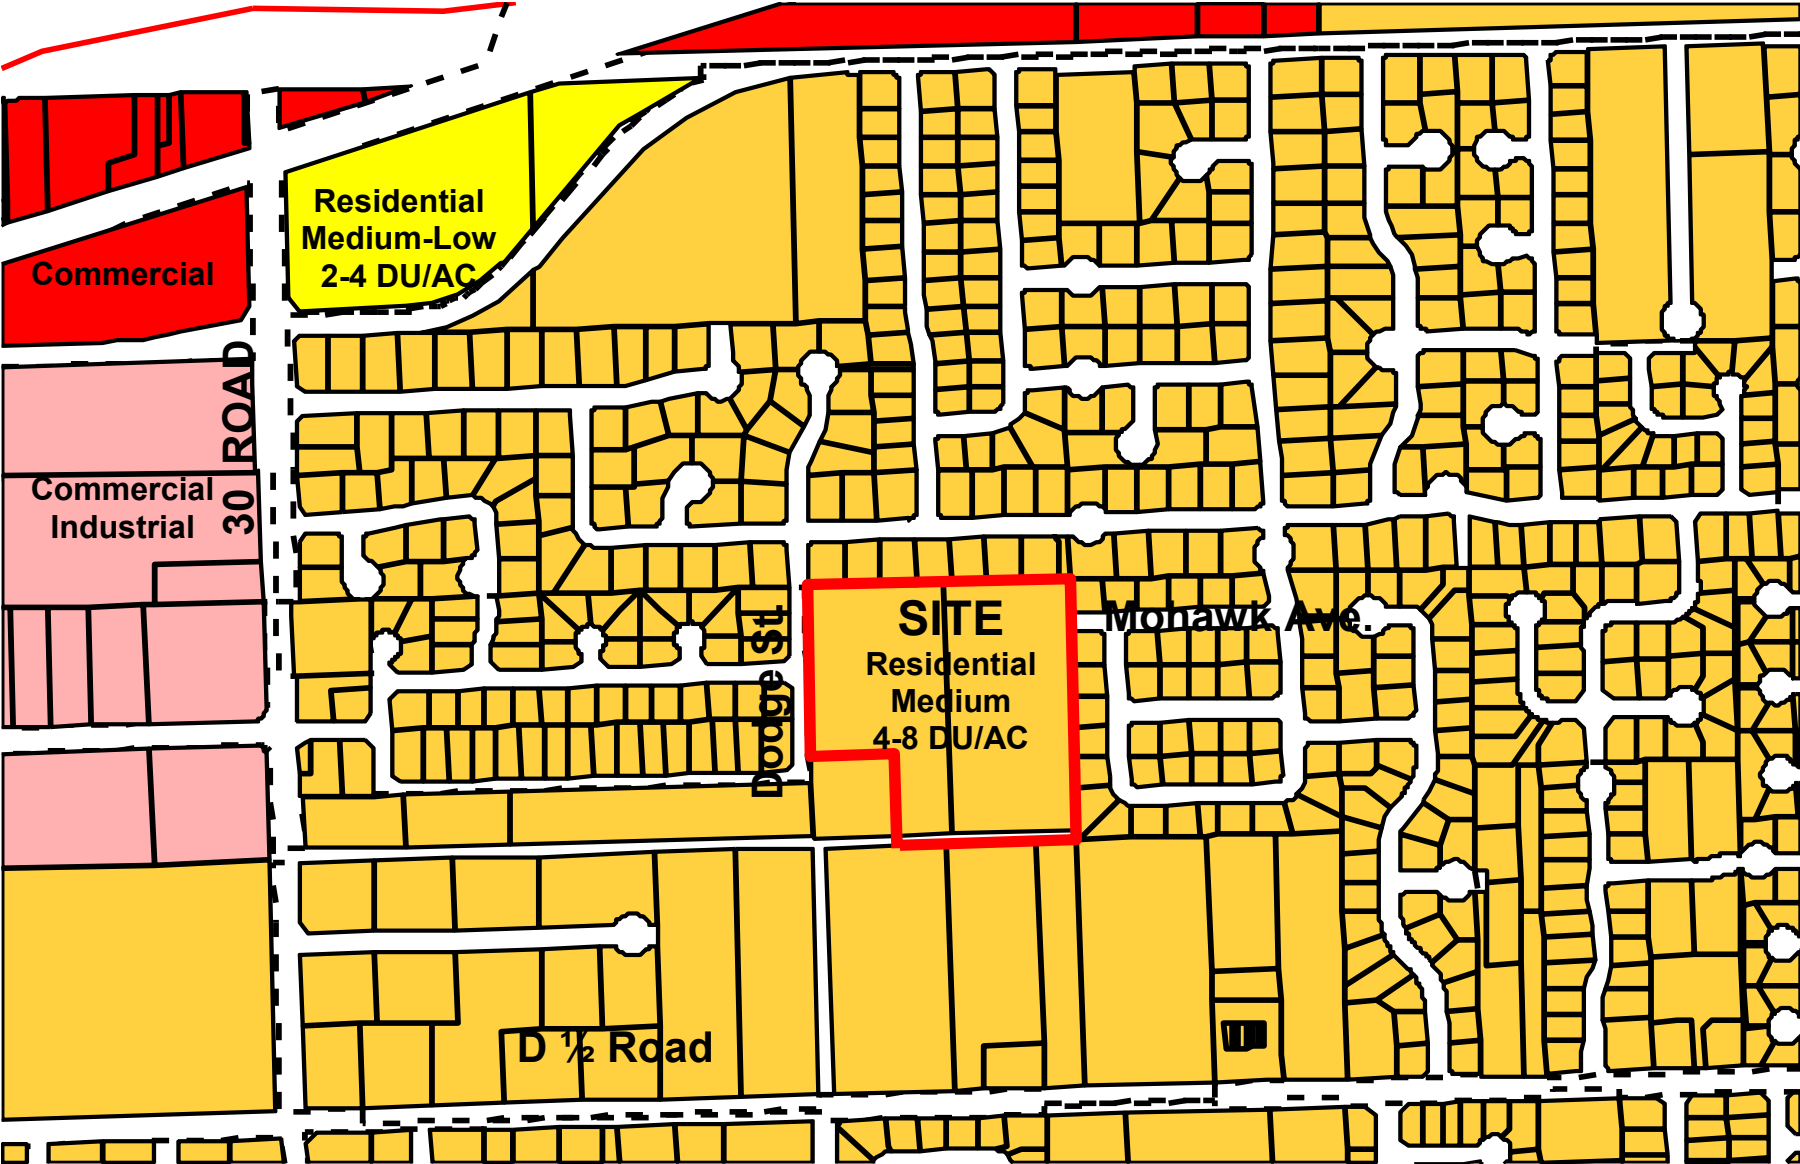 Residential
Medium-Low
2-4 DU/AC
Commercial
30 ROAD
Commercial
Industrial
SITE
Residential
Medium
4-8 DU/AC
Mohawk Ave.
Dodge St.
D ½ Road